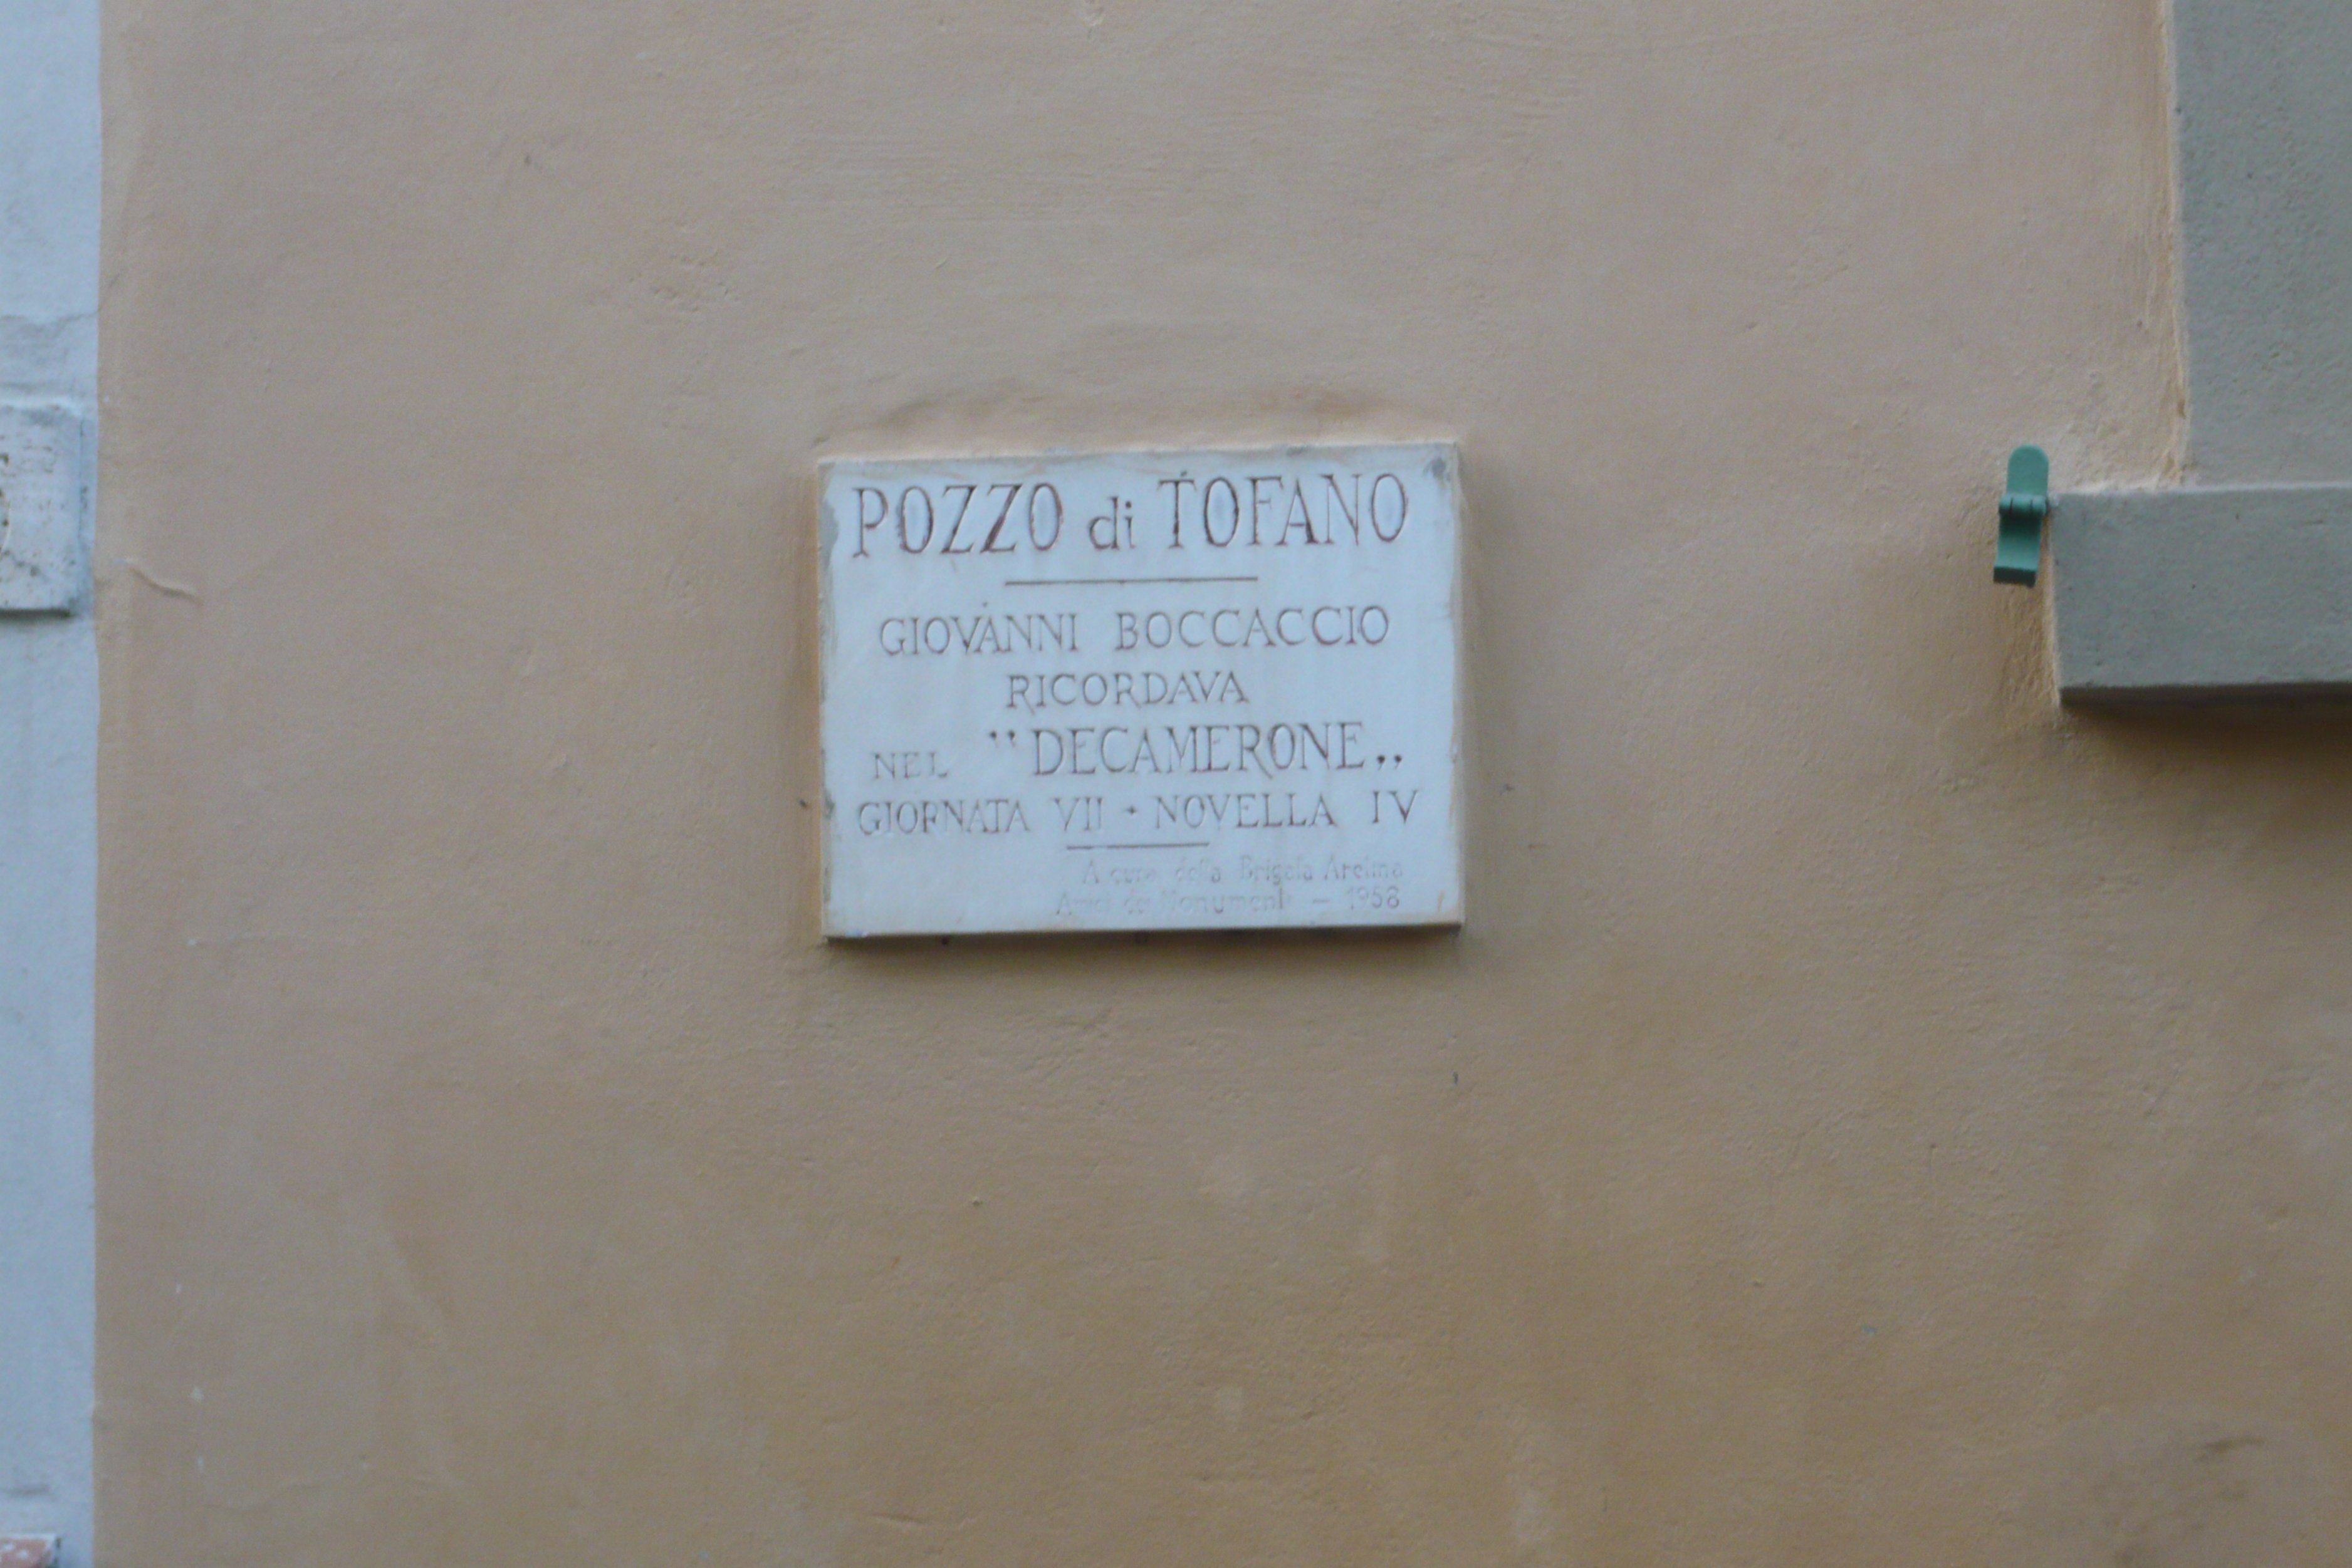 POZZO di TOFANO
GIOVANNI BOCCACCIO
RICORDAVA
NEL "DECAMERONE„
GIORNATA VII + NOVELLA IV
A cura della Brigata Aretina
Amici dei Monumenti – 1958